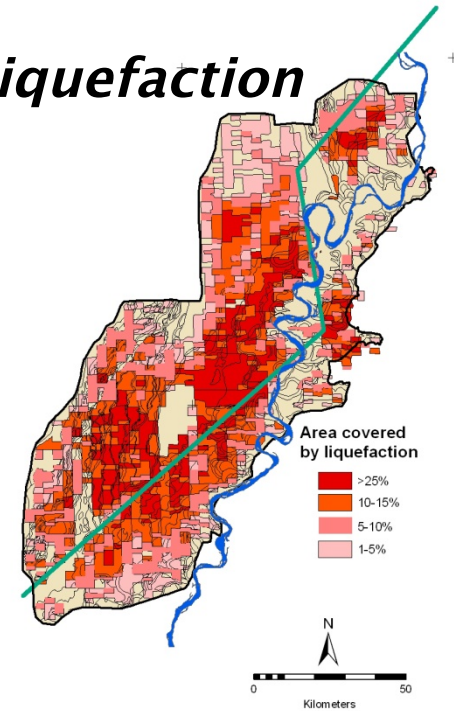 iquefaction
Area covered
by liquefaction
>25%
10-15%
5-10%
1-5%
N
0 50
Kilometers